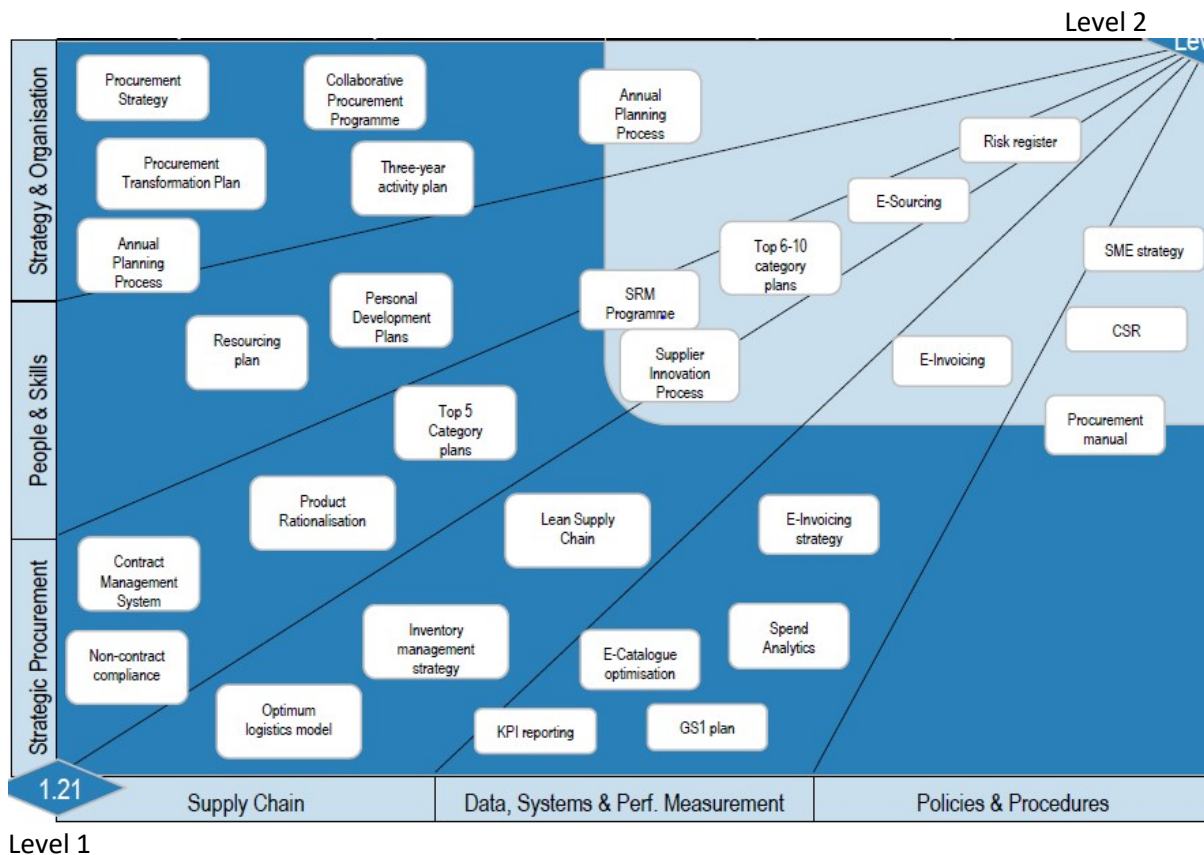 Level 2
Lev
Strategy & Organisation
People & Skills
Strategic Procurement
Procurement
Strategy
Collaborative
Procurement
Programme
Annual
Planning
Process
Risk register
Procurement
Transformation Plan
Three-year
activity plan
E-Sourcing
Annual
Planning
Process
Top 6-10
category
plans
SME strategy
Resourcing
plan
Personal
Development
Plans
SRM
Programme
Supplier
Innovation
Process
E-Invoicing
CSR
Top 5
Category
plans
Procurement
manual
Product
Rationalisation
Lean Supply
Chain
E-Invoicing
strategy
Contract
Management
System
Non-contract
compliance
Inventory
management
strategy
E-Catalogue
optimisation
Spend
Analytics
Optimum
logistics model
KPI reporting
GS1 plan
1.21
Supply Chain
Data, Systems & Perf. Measurement
Policies & Procedures
Level 1